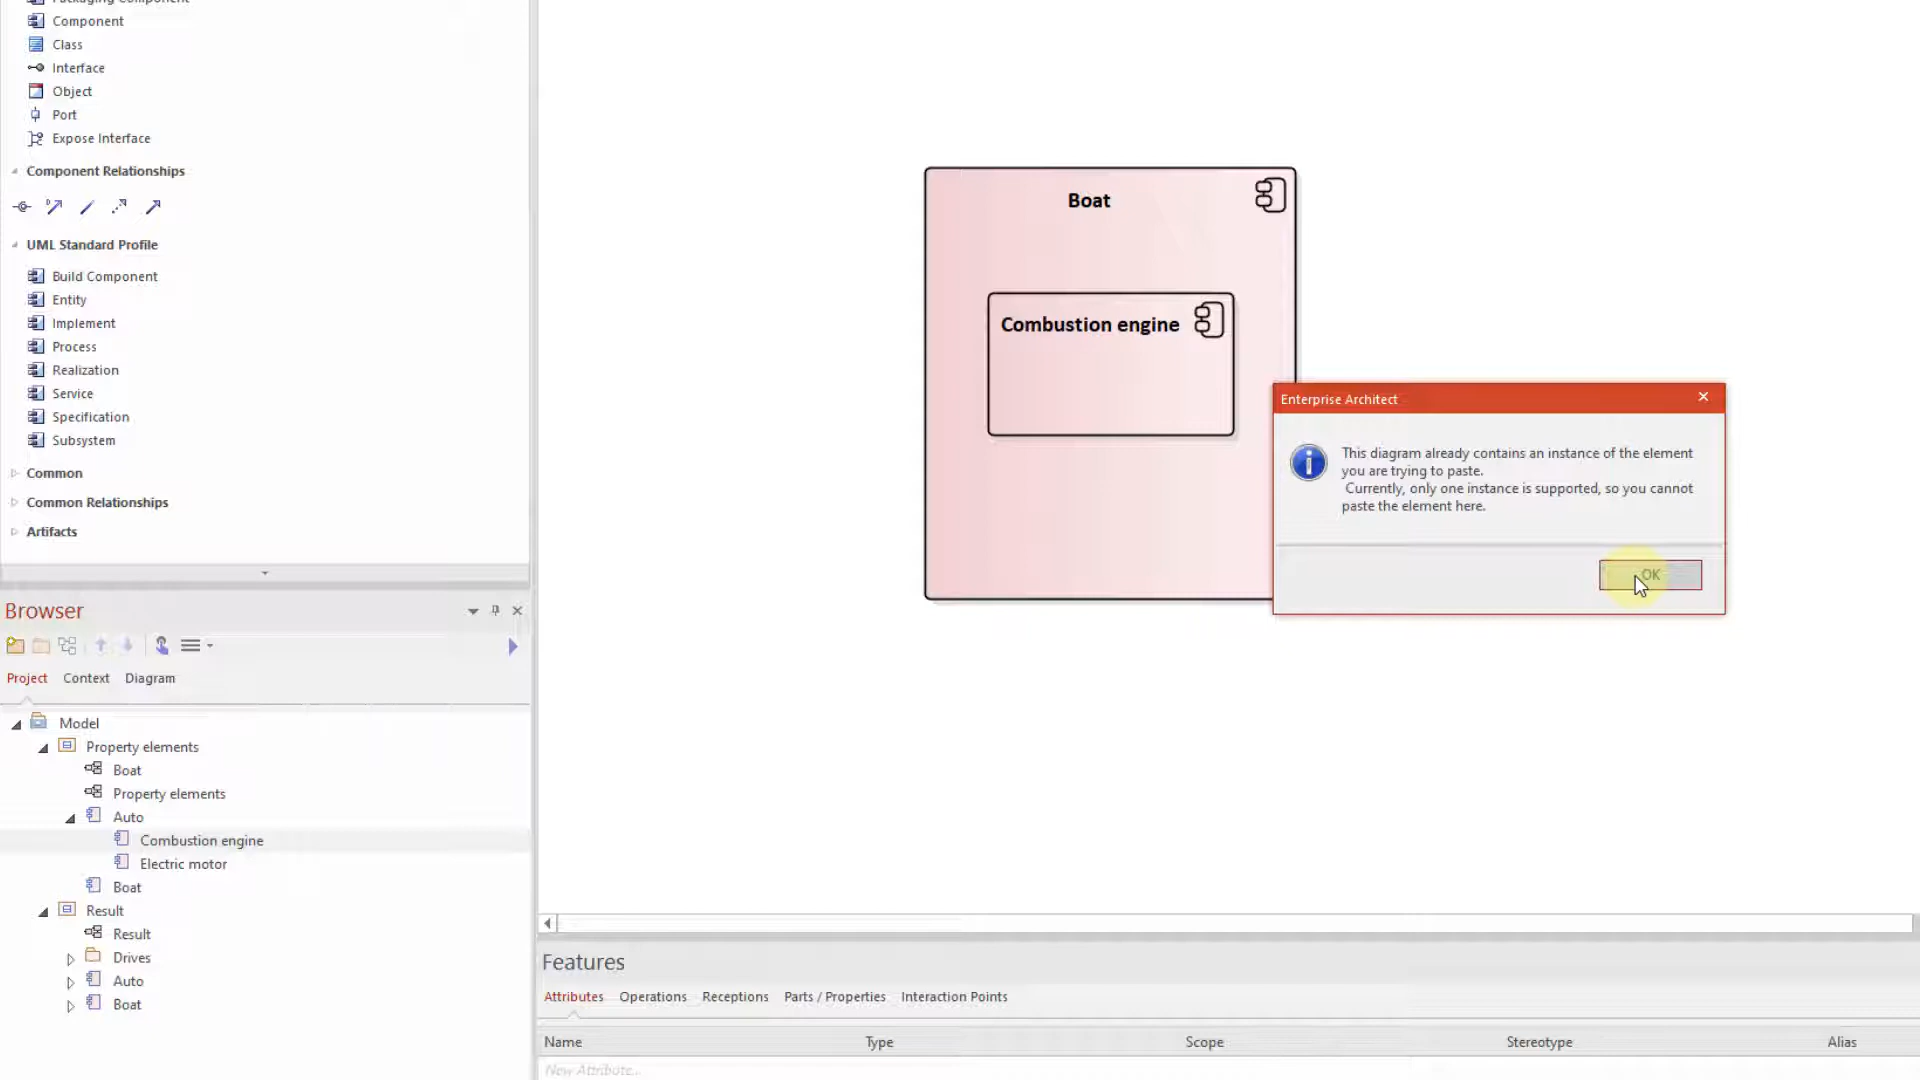 Packaging Component
Component
Class
Interface
Object
Port
Expose Interface
Component Relationships
UML Standard Profile
Build Component
Entity
Implement
Process
Realization
Service
Specification
Subsystem
Common
Common Relationships
Artifacts
Browser
Project Context Diagram
Model
Property elements
Boat
Property elements
Auto
Combustion engine
Electric motor
Boat
Result
Result
Drives
Auto
Boat
Boat
Combustion engine
Enterprise Architect
This diagram already contains an instance of the element
you are trying to paste.
Currently, only one instance is supported, so you cannot
paste the element here.
OK
Features
Attributes Operations Receptions Parts / Properties Interaction Points
Name Type Scope Stereotype Alias
New Attribute...